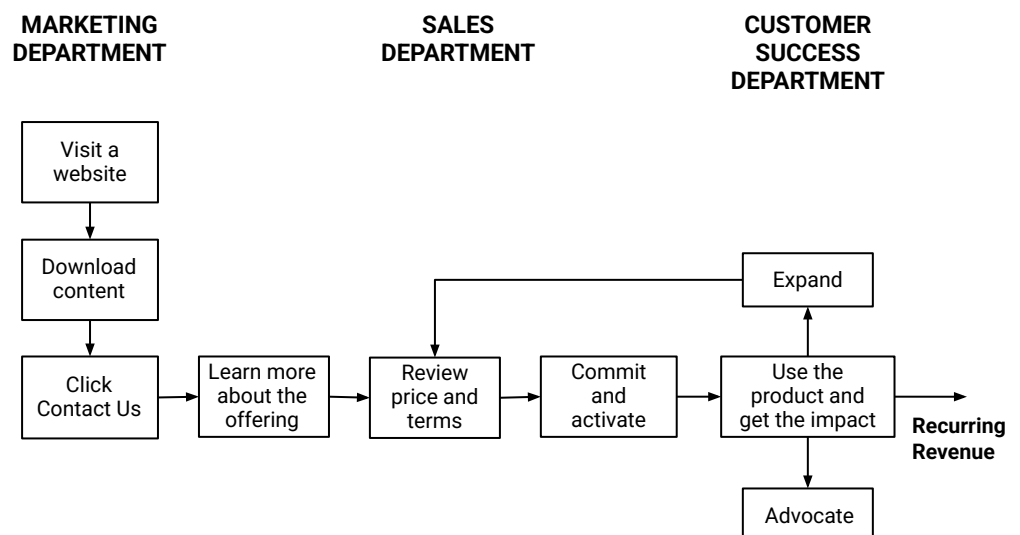 MARKETING
DEPARTMENT
SALES
DEPARTMENT
CUSTOMER
SUCCESS
DEPARTMENT
Visit a
website
Download
content
Expand
Click
Contact Us
Learn more
about the
offering
Review
price and
terms
Commit
and
activate
Use the
product and
get the impact
Recurring
Revenue
Advocate